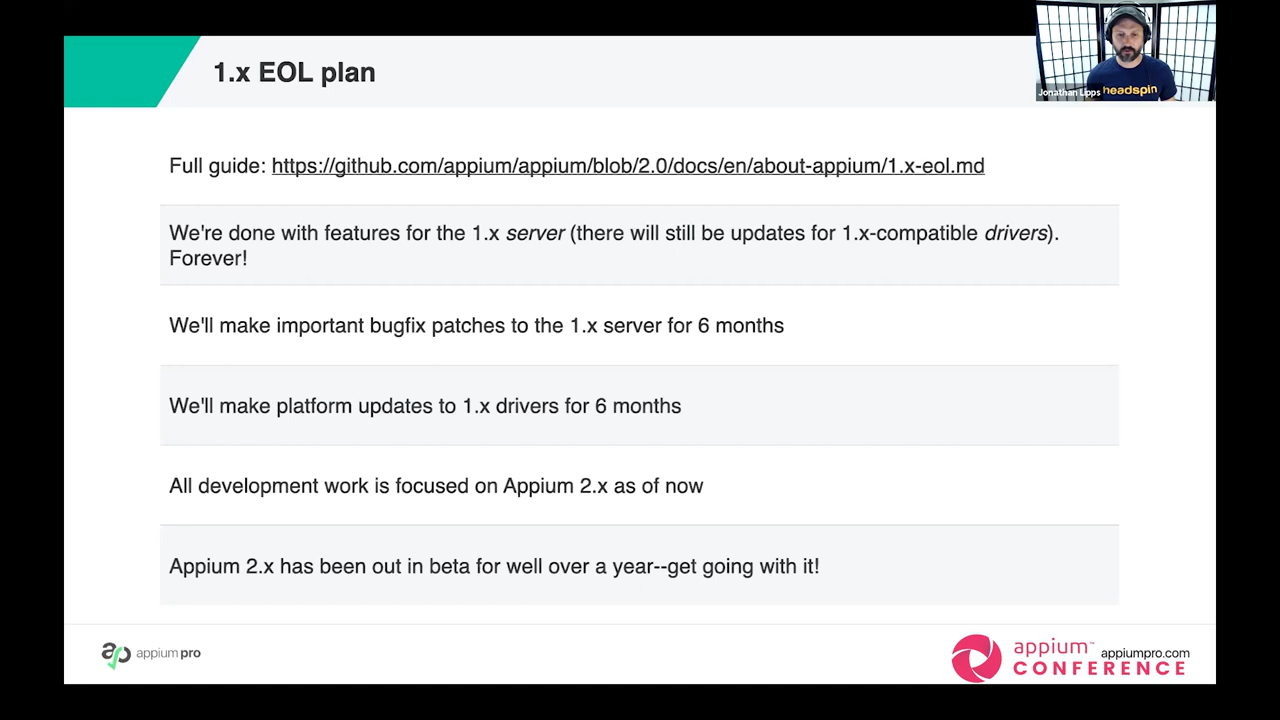 1.x EOL plan
Jonathan Lipps
headspin
Full guide: https://github.com/appium/appium/blob/2.0/docs/en/about-appium/1.x-eol.md
We're done with features for the 1.x server (there will still be updates for 1.x-compatible drivers).
Forever!
We'll make important bugfix patches to the 1.x server for 6 months
We'll make platform updates to 1.x drivers for 6 months
All development work is focused on Appium 2.x as of now
Appium 2.x has been out in beta for well over a year--get going with it!
ap appium pro
appium™ appiumpro.com
CONFERENCE